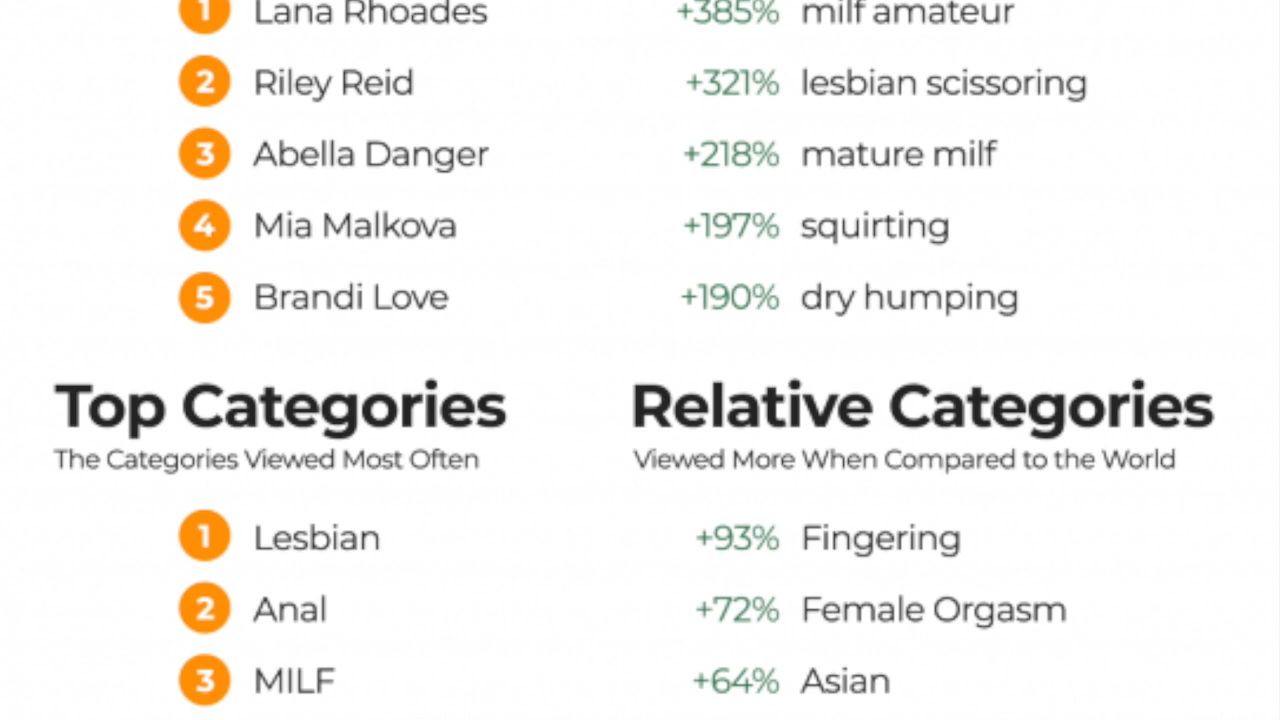 1 Lana Rhoades +385% milf amateur
2 Riley Reid +321% lesbian scissoring
3 Abella Danger +218% mature milf
4 Mia Malkova +197% squirting
5 Brandi Love +190% dry humping
Top Categories Relative Categories
The Categories Viewed Most Often Viewed More When Compared to the World
1 Lesbian +93% Fingering
2 Anal +72% Female Orgasm
3 MILF +64% Asian